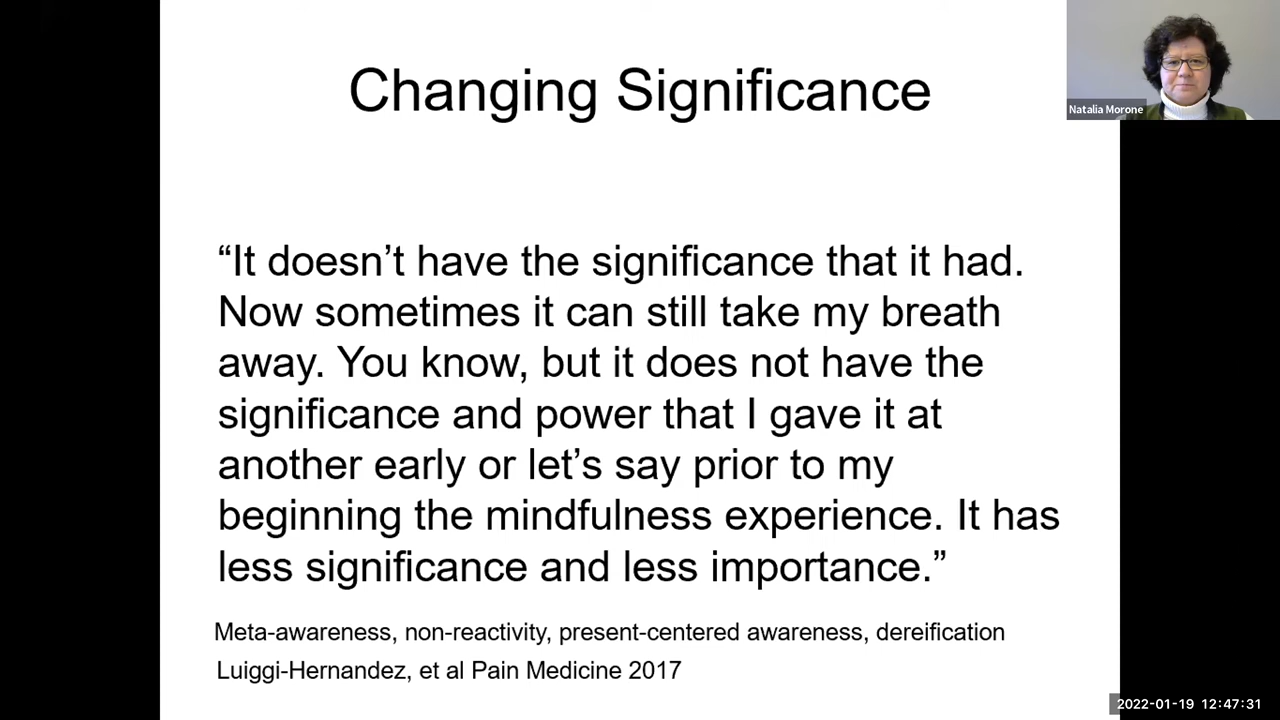 Changing Significance
Natalia Morone
“It doesn’t have the significance that it had.
Now sometimes it can still take my breath
away. You know, but it does not have the
significance and power that I gave it at
another early or let’s say prior to my
beginning the mindfulness experience. It has
less significance and less importance.”
Meta-awareness, non-reactivity, present-centered awareness, dereification
Luiggi-Hernandez, et al Pain Medicine 2017
2022-01-19 12:47:31